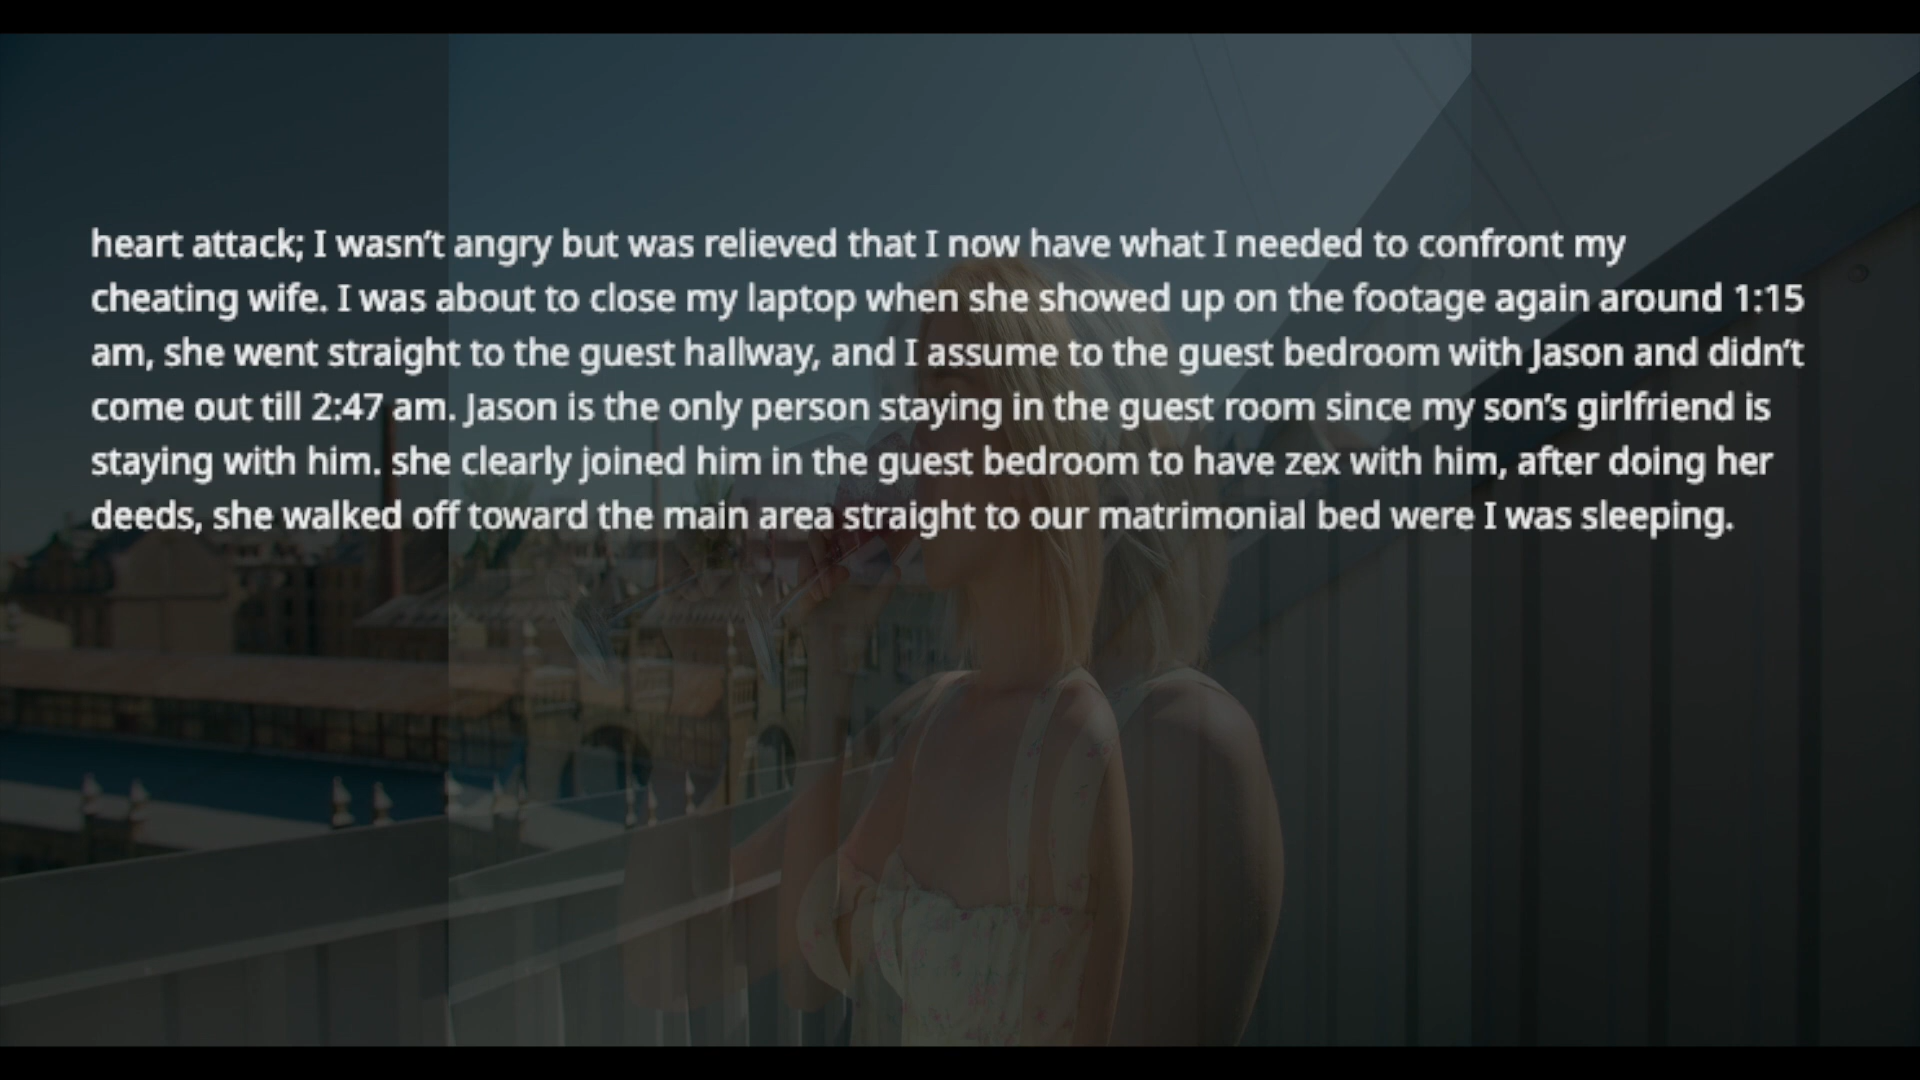 heart attack; I wasn’t angry but was relieved that I now have what I needed to confront my
cheating wife. I was about to close my laptop when she showed up on the footage again around 1:15
am, she went straight to the guest hallway, and I assume to the guest bedroom with Jason and didn’t
come out till 2:47 am. Jason is the only person staying in the guest room since my son’s girlfriend is
staying with him. she clearly joined him in the guest bedroom to have zex with him, after doing her
deeds, she walked off toward the main area straight to our matrimonial bed were I was sleeping.